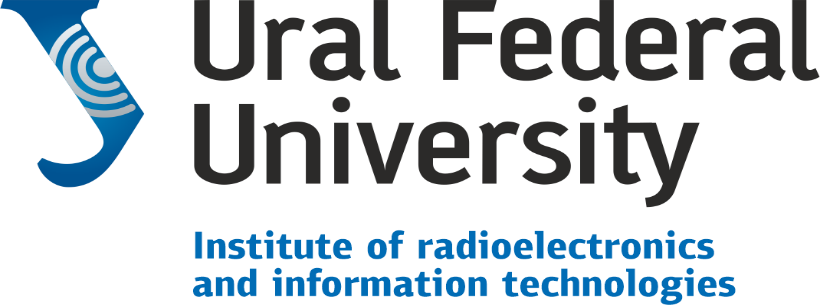 Ural Federal
University
Institute of radioelectronics
and information technologies